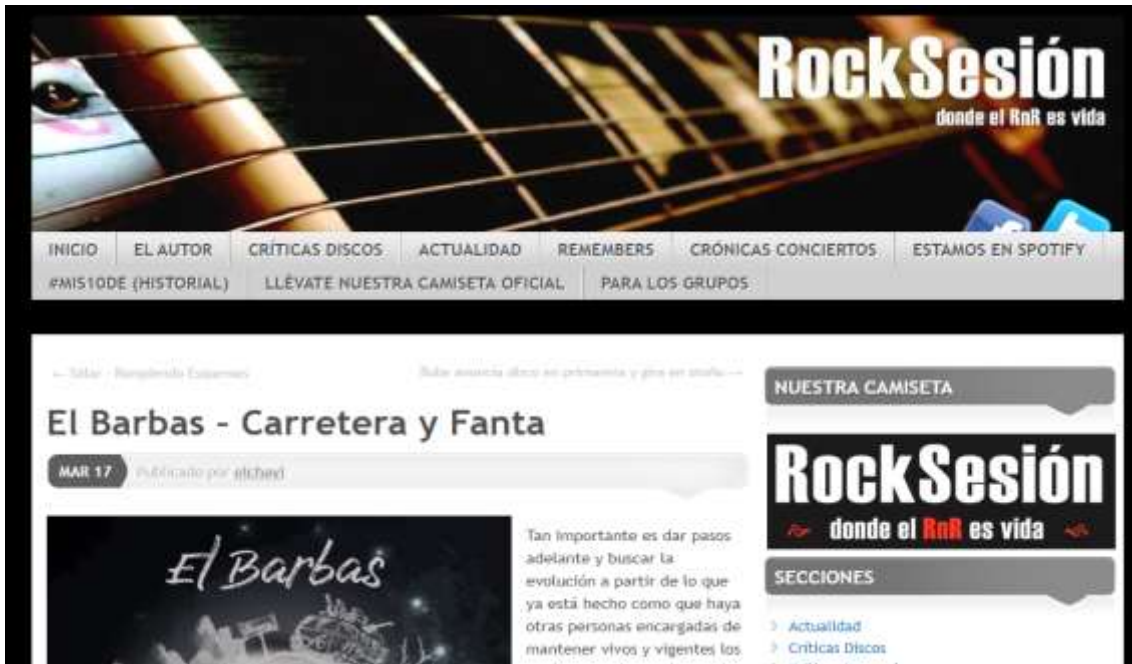 RockSesión
donde el RnR es vida
INICIO EL AUTOR CRÍTICAS DISCOS ACTUALIDAD REMEMBERS CRÓNICAS CONCIERTOS ESTAMOS EN SPOTIFY
#MIS10DE (HISTORIAL) LLÉVATE NUESTRA CAMISETA OFICIAL PARA LOS GRUPOS
El Barbas - Carretera y Fanta
MAR 17 Publicado por elchevi
El Barbas
Tan importante es dar pasos
adelante y buscar la
evolución a partir de lo que
ya está hecho como que haya
otras personas encargadas de
mantener vivos y vigentes los
NUESTRA CAMISETA
RockSesión
donde el RnR es vida
SECCIONES
Actualidad
Críticas Discos